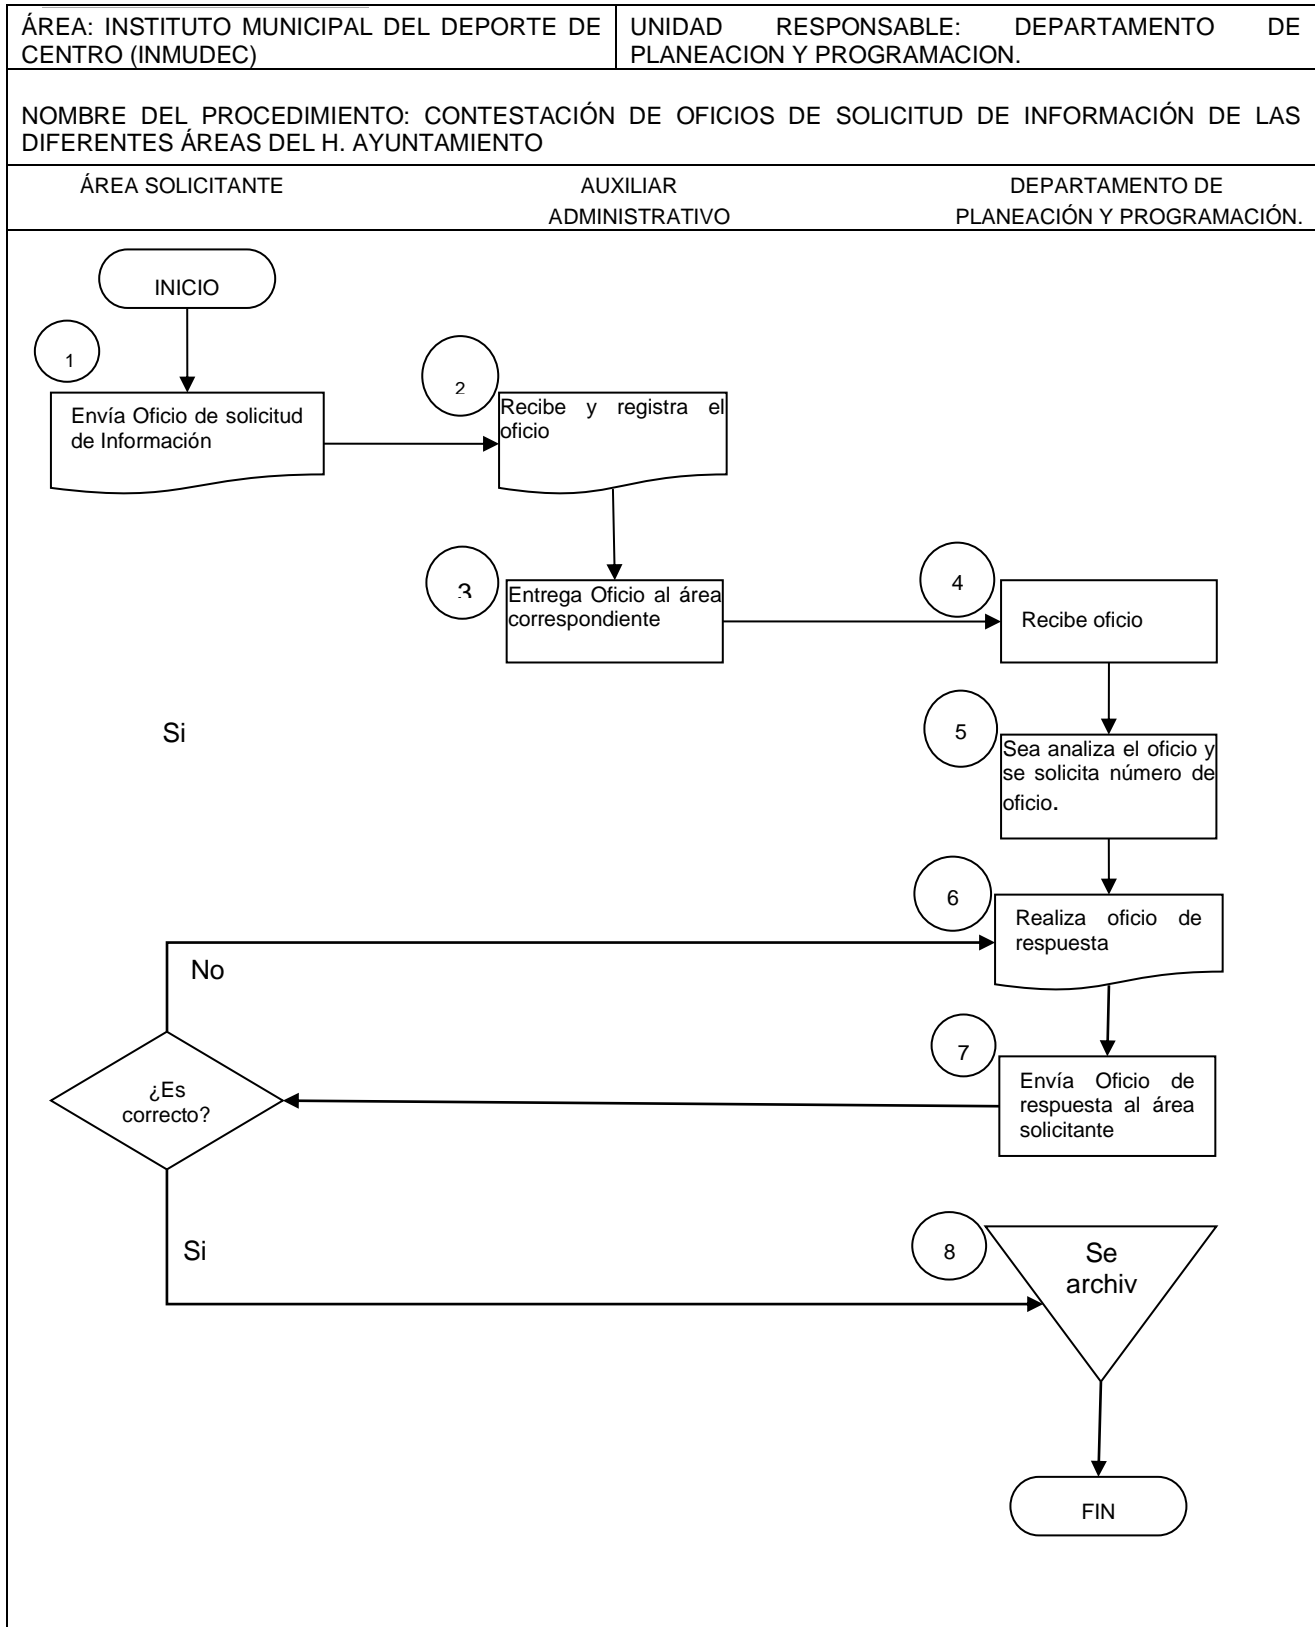 ÁREA: INSTITUTO MUNICIPAL DEL DEPORTE DE
CENTRO (INMUDEC)
UNIDAD RESPONSABLE: DEPARTAMENTO DE
PLANEACION Y PROGRAMACION.
NOMBRE DEL PROCEDIMIENTO: CONTESTACIÓN DE OFICIOS DE SOLICITUD DE INFORMACIÓN DE LAS
DIFERENTES ÁREAS DEL H. AYUNTAMIENTO
ÁREA SOLICITANTE
AUXILIAR
ADMINISTRATIVO
DEPARTAMENTO DE
PLANEACIÓN Y PROGRAMACIÓN.
INICIO
1
Envía Oficio de solicitud
de Información
2
Recibe y registra el
oficio
3
Entrega Oficio al área
correspondiente
4
Recibe oficio
Si
5
Sea analiza el oficio y
se solicita número de
oficio.
6
Realiza oficio de
respuesta
No
7
Envía Oficio de
respuesta al área
solicitante
¿Es
correcto?
Si
8
Se
archiv
FIN